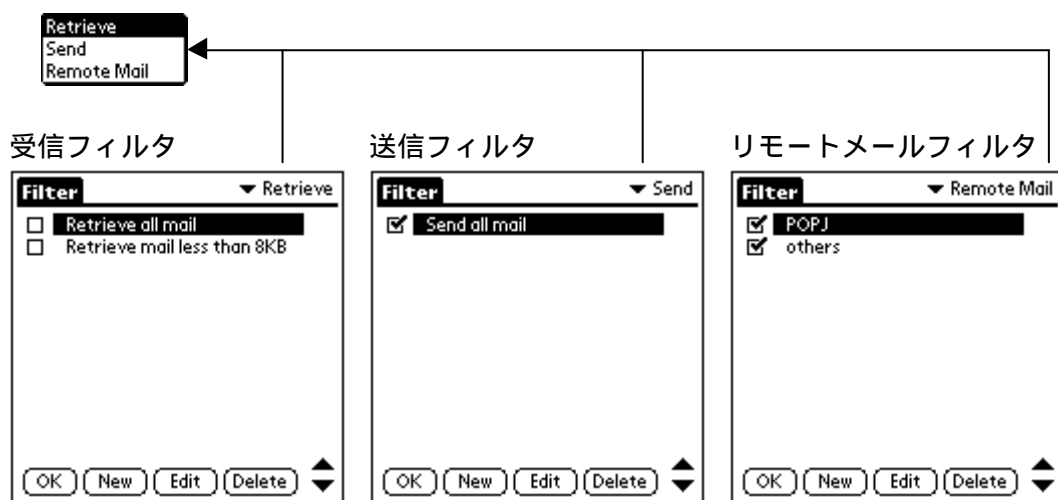 Retrieve
Send
Remote Mail
受信フィルタ
Filter
Retrieve
Retrieve all mail
Retrieve mail less than 8KB
OK New Edit Delete
送信フィルタ
Filter
Send
Send all mail
OK New Edit Delete
リモートメールフィルタ
Filter
Remote Mail
POPJ
others
OK New Edit Delete